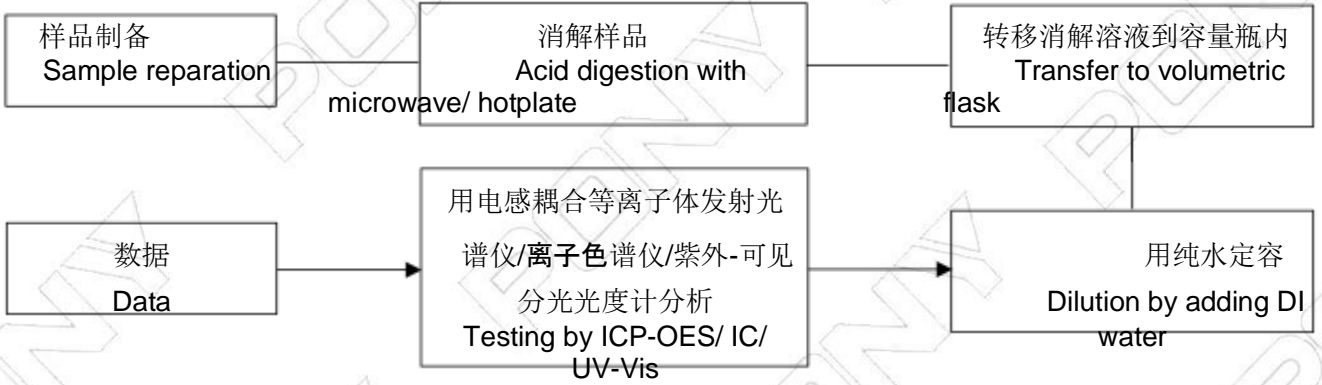 样品制备
Sample reparation
消解样品
Acid digestion with
microwave/ hotplate
转移消解溶液到容量瓶内
Transfer to volumetric
flask
数据
Data
用电感耦合等离子体发射光
谱仪/离子色谱仪/紫外-可见
分光光度计分析
Testing by ICP-OES/ IC/
UV-Vis
用纯水定容
Dilution by adding DI
water
PONY